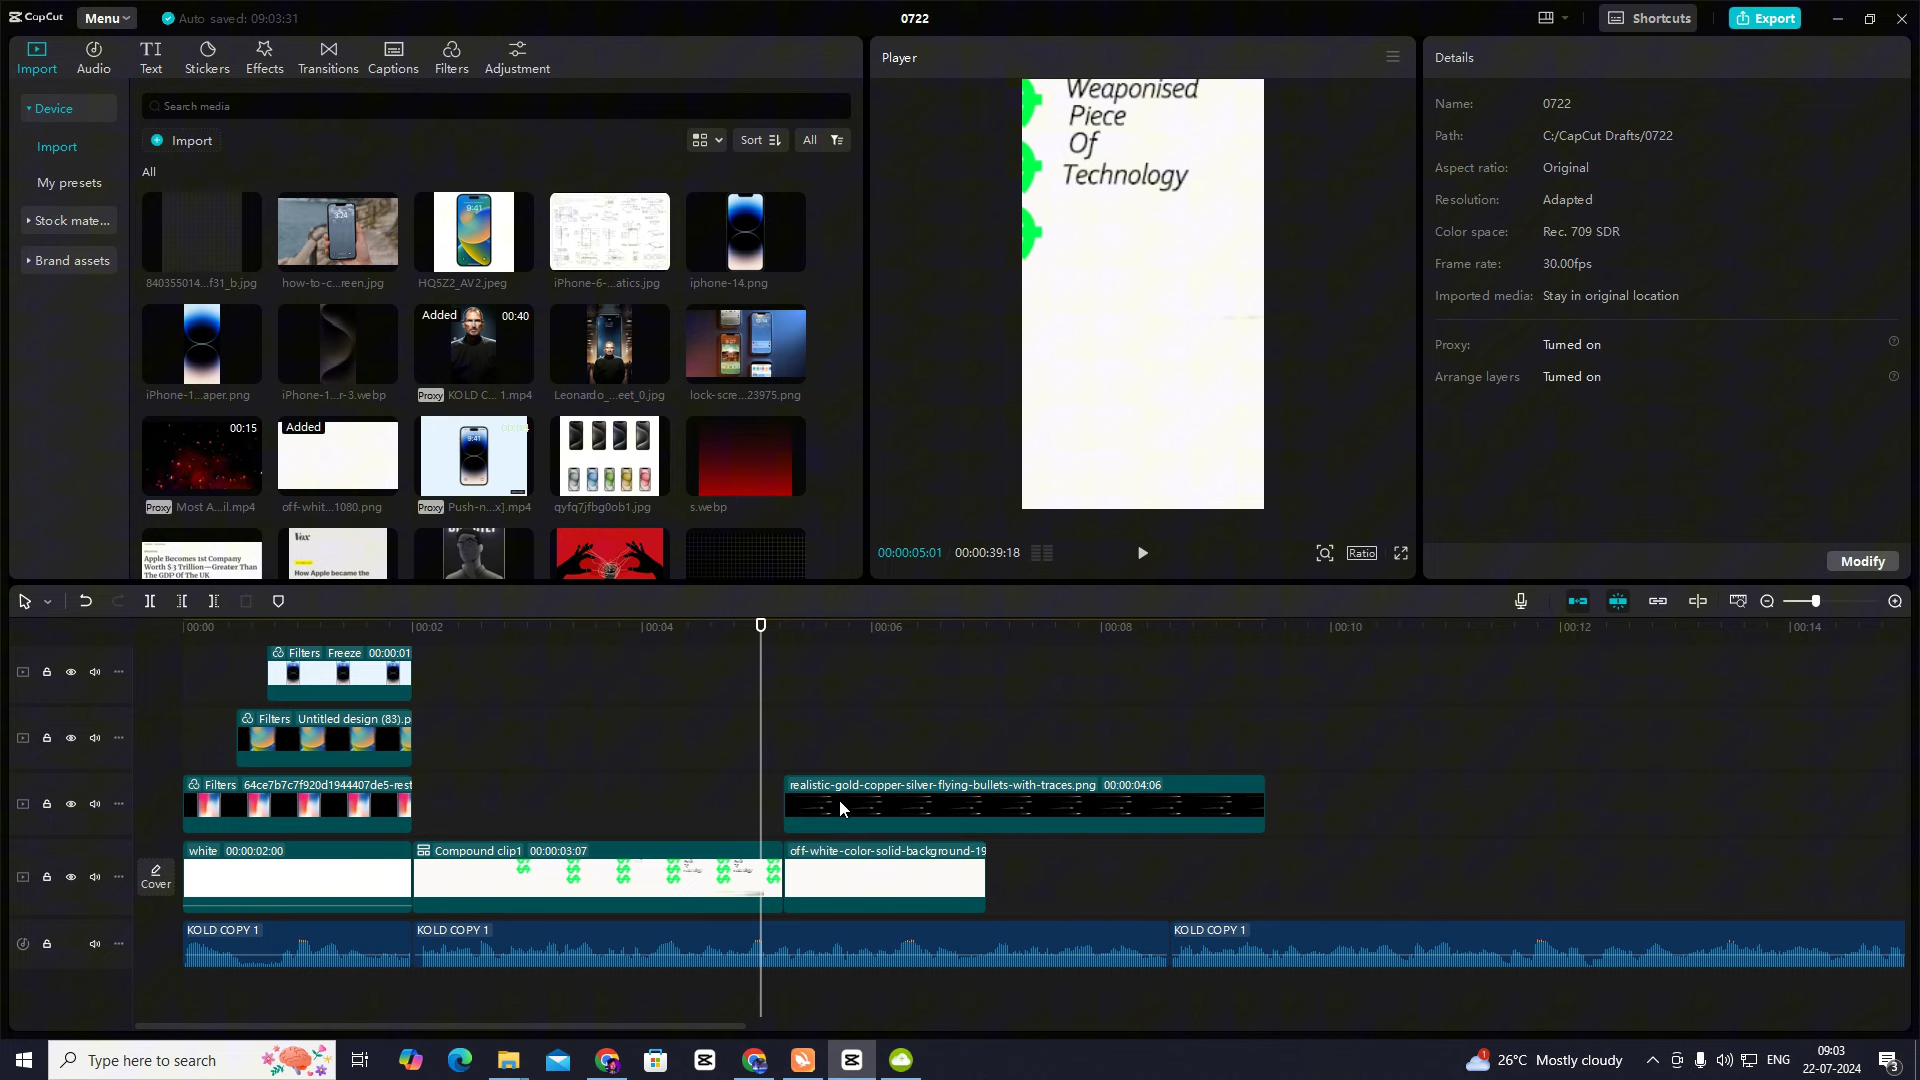 CapCut
Menu
Auto saved: 09:03:31
0722
Shortcuts
Export
Import
Audio
Text
Stickers
Effects
Transitions
Captions
Filters
Adjustment
Device
Import
My presets
Stock mate...
Brand assets
Search media
Import
Sort
All
All
840355014...f31_b.jpg
how-to-c...reen.jpg
HQ5Z2_AV2.jpeg
iPhone-6-...atics.jpg
iphone-14.png
Added
00:40
iPhone-1...aper.png
iPhone-1...r-3.webp
Proxy
KOLD C... 1.mp4
Leonardo_...eet_0.jpg
lock-scre...23975.png
00:15
Added
Proxy
Most A...il.mp4
off-whit...1080.png
Proxy
Push-n...x].mp4
qyfq7jfbg0ob1.jpg
s.webp
Apple Becomes 1st Company
Worth $ 3 Trillion—Greater Than
The GDP Of The UK
Vox
How Apple became the
Player
Weaponised
Piece
Of
Technology
00:00:05:01
00:00:39:18
Ratio
Details
Name:
0722
Path:
C:/CapCut Drafts/0722
Aspect ratio:
Original
Resolution:
Adapted
Color space:
Rec. 709 SDR
Frame rate:
30.00fps
Imported media:
Stay in original location
Proxy:
Turned on
Arrange layers
Turned on
Modify
00:00
00:02
00:04
00:06
00:08
00:10
00:12
00:14
Filters
Freeze
00:00:01
Filters
Untitled design (83).p
Filters
64ce7b7c7f920d1944407de5-rest
realistic-gold-copper-silver-flying-bullets-with-traces.png
00:00:04:06
Cover
white
00:00:02:00
Compound clip1
00:00:03:07
off-white-color-solid-background-19
KOLD COPY 1
KOLD COPY 1
KOLD COPY 1
Type here to search
26°C
Mostly cloudy
ENG
09:03
22-07-2024
3